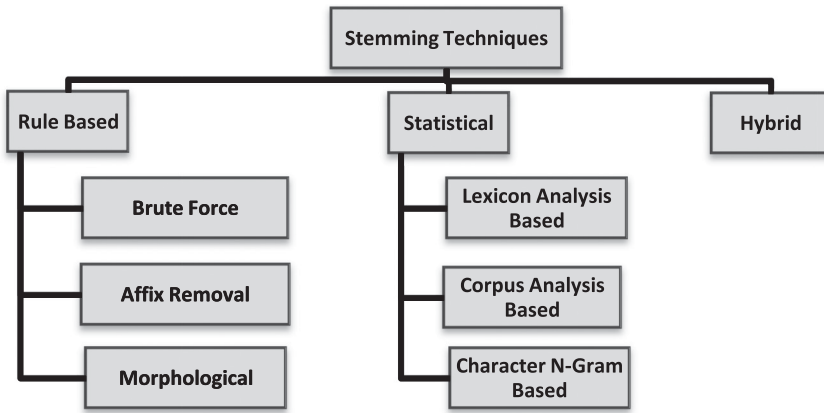 Stemming Techniques
Rule Based
Statistical
Hybrid
Brute Force
Affix Removal
Morphological
Lexicon Analysis
Based
Corpus Analysis
Based
Character N-Gram
Based